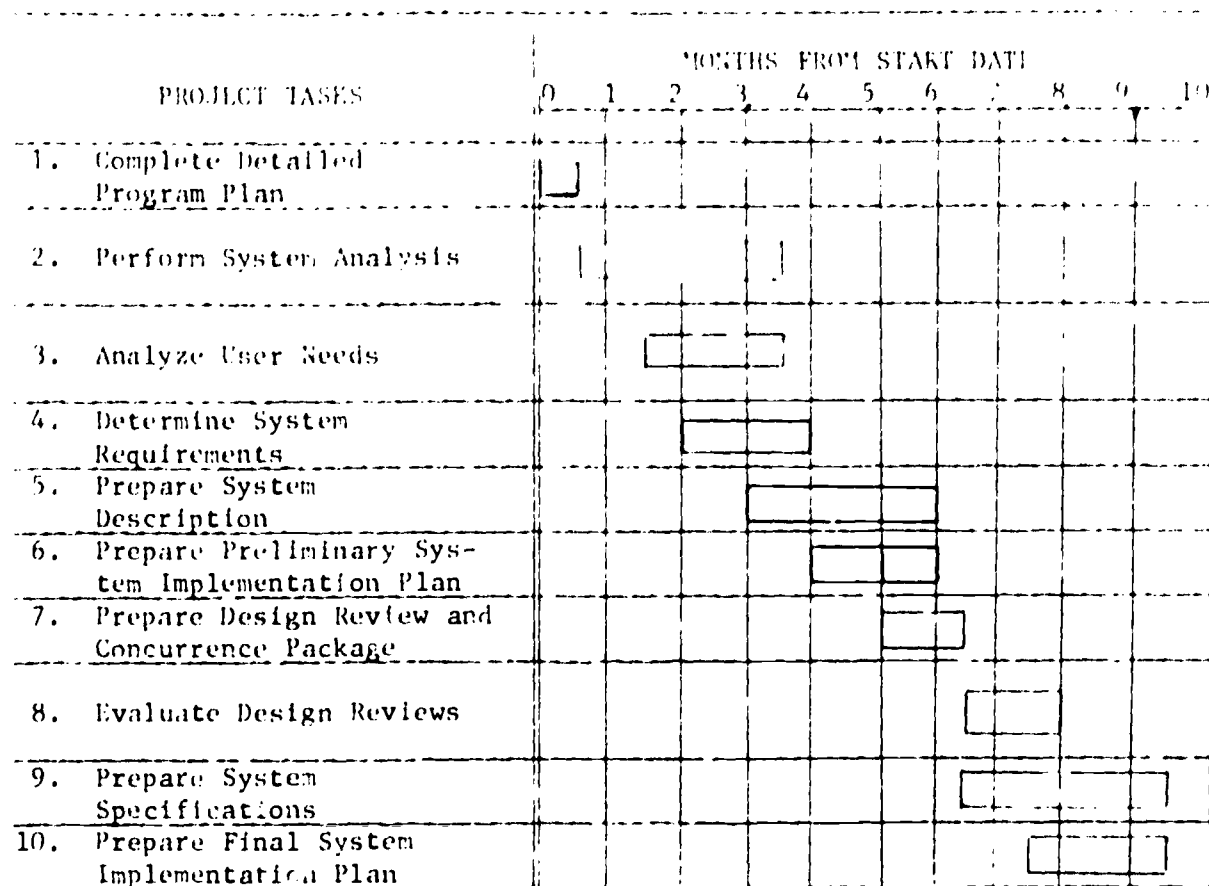 MONTHS FROM START DATE
PROJECT TASKS 0 1 2 3 4 5 6 7 8 9 10
1. Complete Detailed
Program Plan
2. Perform System Analysis
3. Analyze User Needs
4. Determine System
Requirements
5. Prepare System
Description
6. Prepare Preliminary Sys-
tem Implementation Plan
7. Prepare Design Review and
Concurrence Package
8. Evaluate Design Reviews
9. Prepare System
Specifications
10. Prepare Final System
Implementation Plan